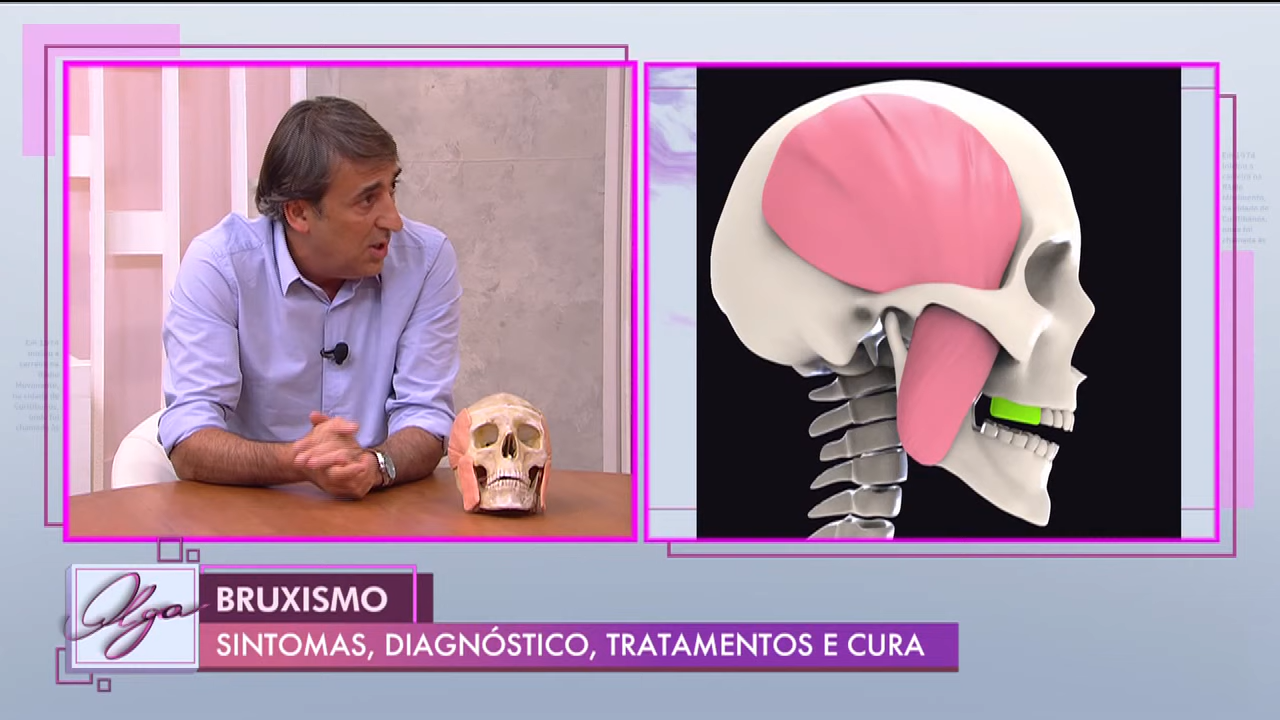 Olga
BRUXISMO
SINTOMAS, DIAGNÓSTICO, TRATAMENTOS E CURA